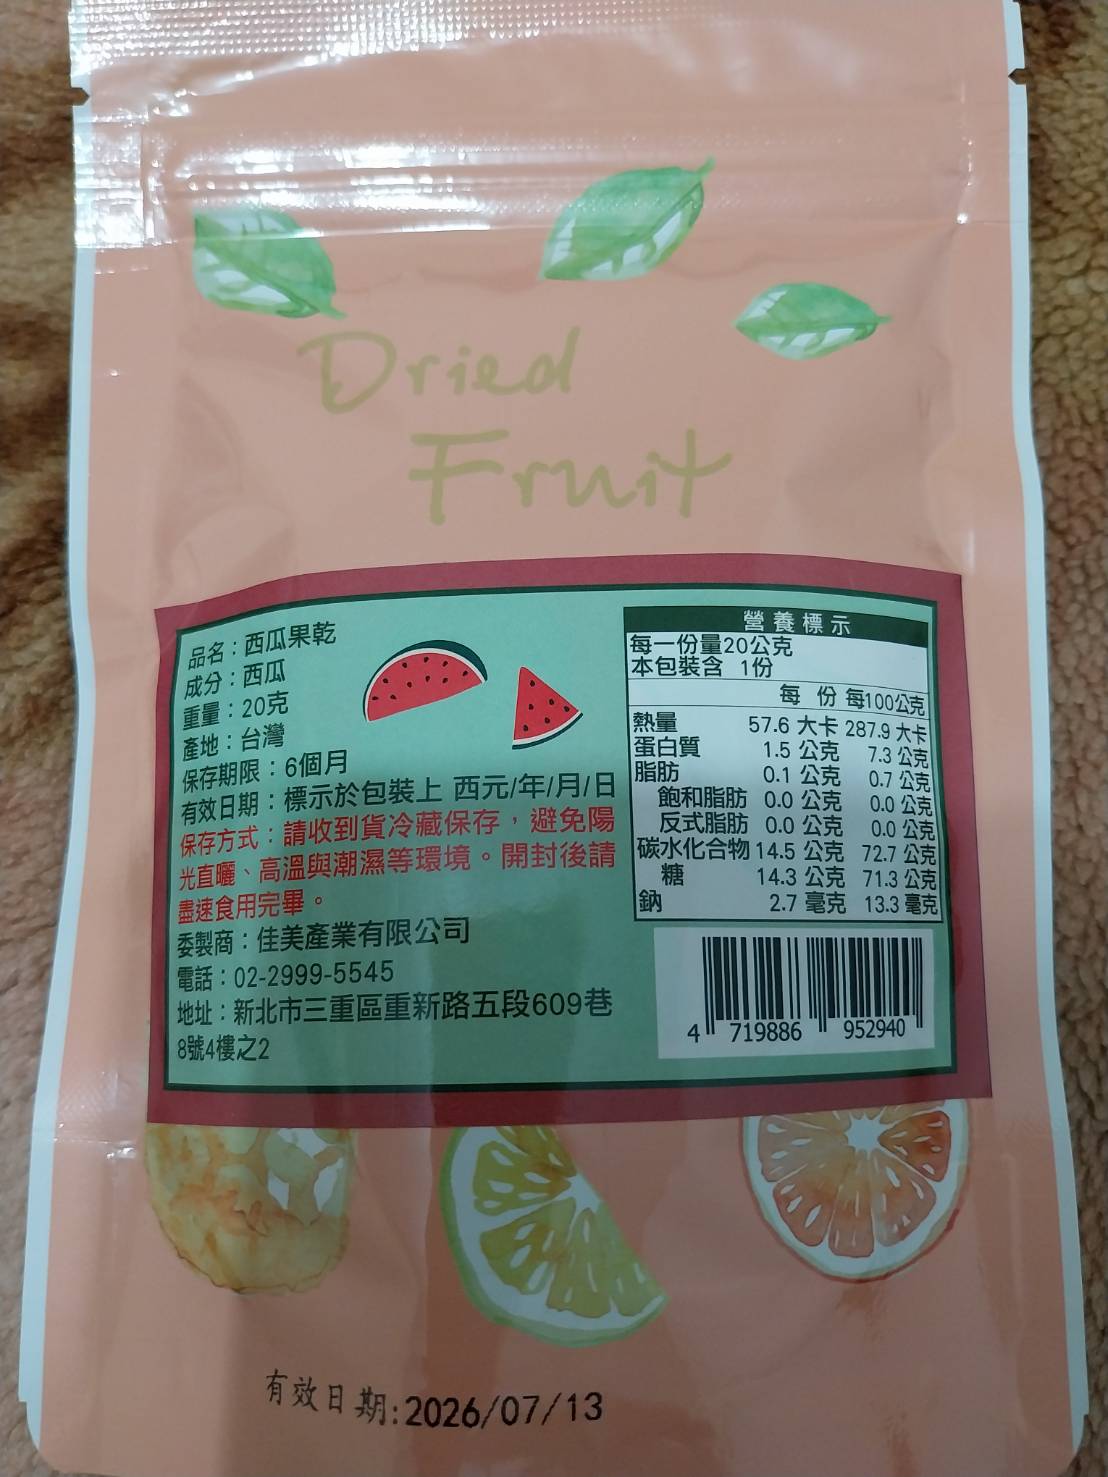 Dried
Fruit
品名：西瓜果乾
成分：西瓜
重量：20克
產地：台灣
保存期限：6個月
有效日期：標示於包裝上 西元/年/月/日
保存方式：請收到貨冷藏保存，避免陽
光直曬、高溫與潮濕等環境。開封後請
盡速食用完畢。
委製商：佳美產業有限公司
電話：02-2999-5545
地址：新北市三重區重新路五段609巷
8號4樓之2
營養標示
每一份量20公克
本包裝含 1份
每 份 每100公克
熱量 57.6 大卡 287.9 大卡
蛋白質 1.5 公克 7.3 公克
脂肪 0.1 公克 0.7 公克
飽和脂肪 0.0 公克 0.0 公克
反式脂肪 0.0 公克 0.0 公克
碳水化合物 14.5 公克 72.7 公克
糖 14.3 公克 71.3 公克
鈉 2.7 毫克 13.3 毫克
4 719886 952940
有效日期:2026/07/13